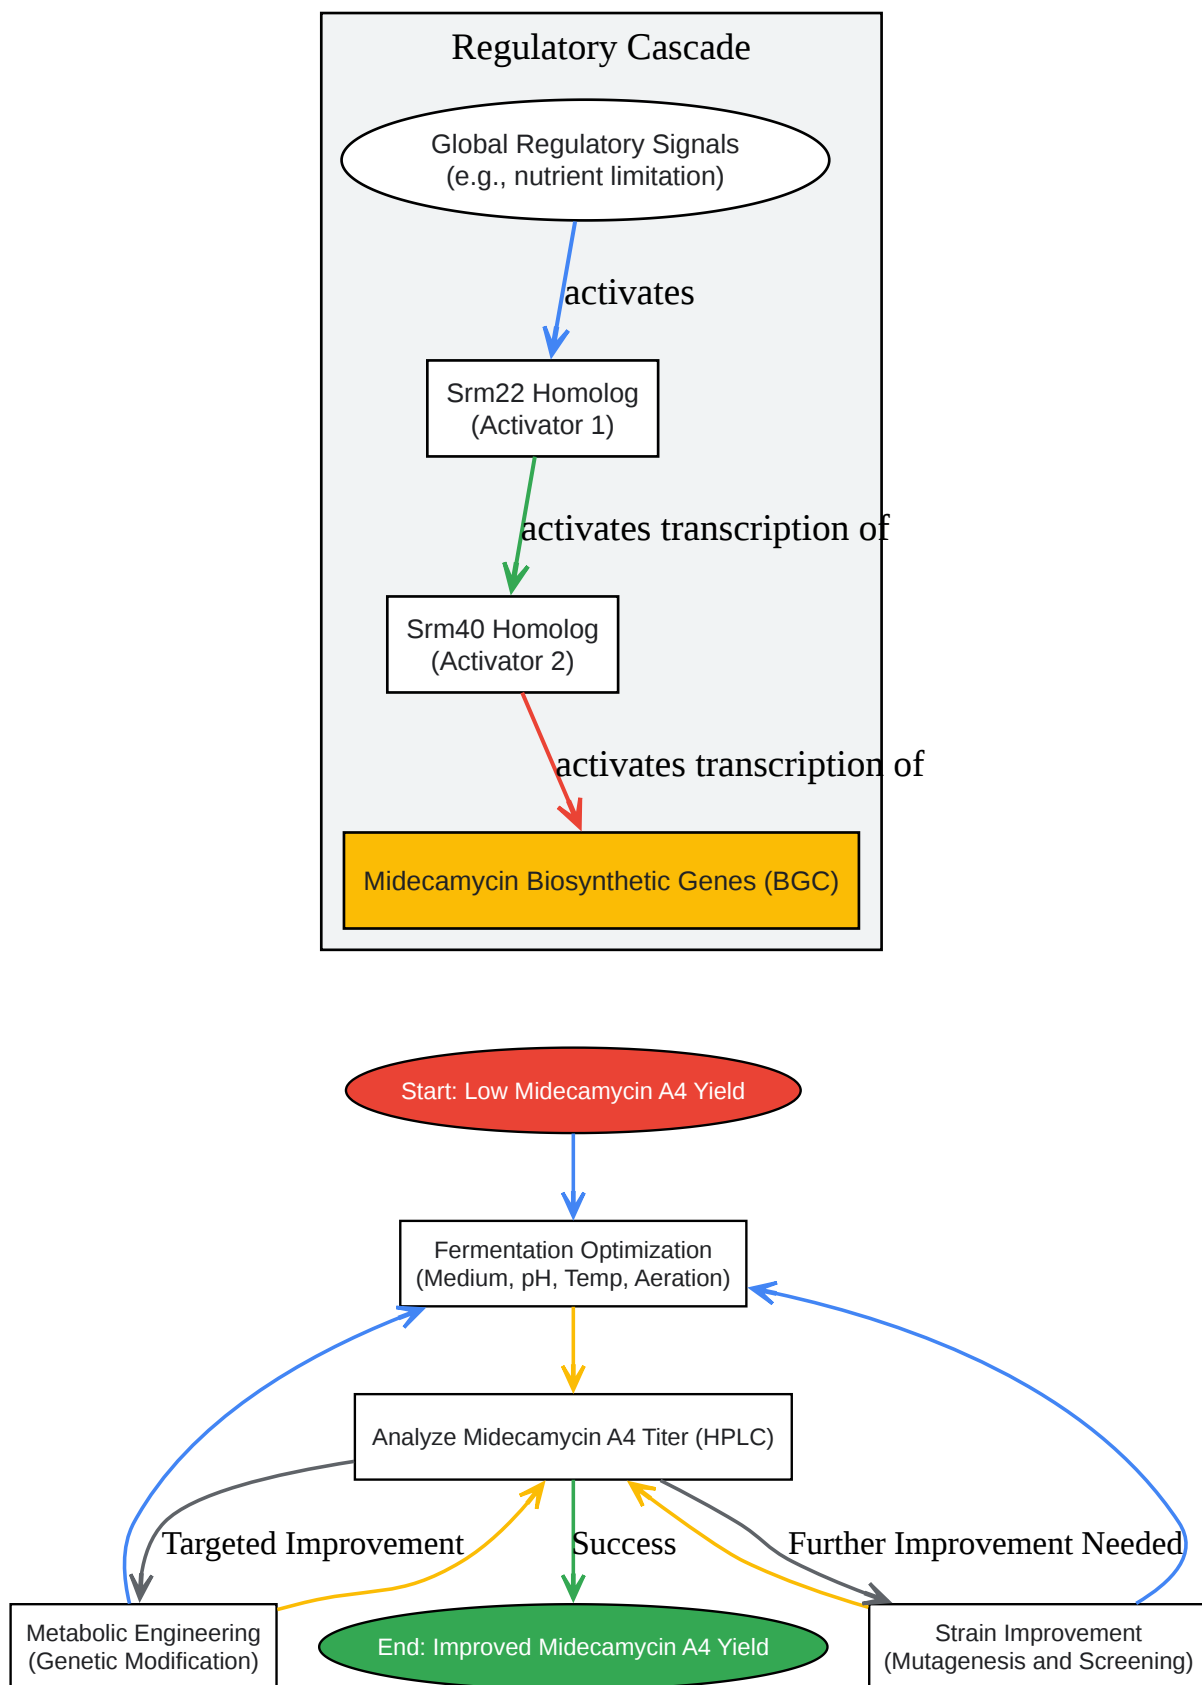 Regulatory Cascade
Global Regulatory Signals
(e.g., nutrient limitation)
activates
Srm22 Homolog
(Activator 1)
activates transcription of
Srm40 Homolog
(Activator 2)
activates transcription of
Midecamycin Biosynthetic Genes (BGC)
Start: Low Midecamycin A4 Yield
Fermentation Optimization
(Medium, pH, Temp, Aeration)
Analyze Midecamycin A4 Titer (HPLC)
Targeted Improvement
Success
Further Improvement Needed
Metabolic Engineering
(Genetic Modification)
End: Improved Midecamycin A4 Yield
Strain Improvement
(Mutagenesis and Screening)